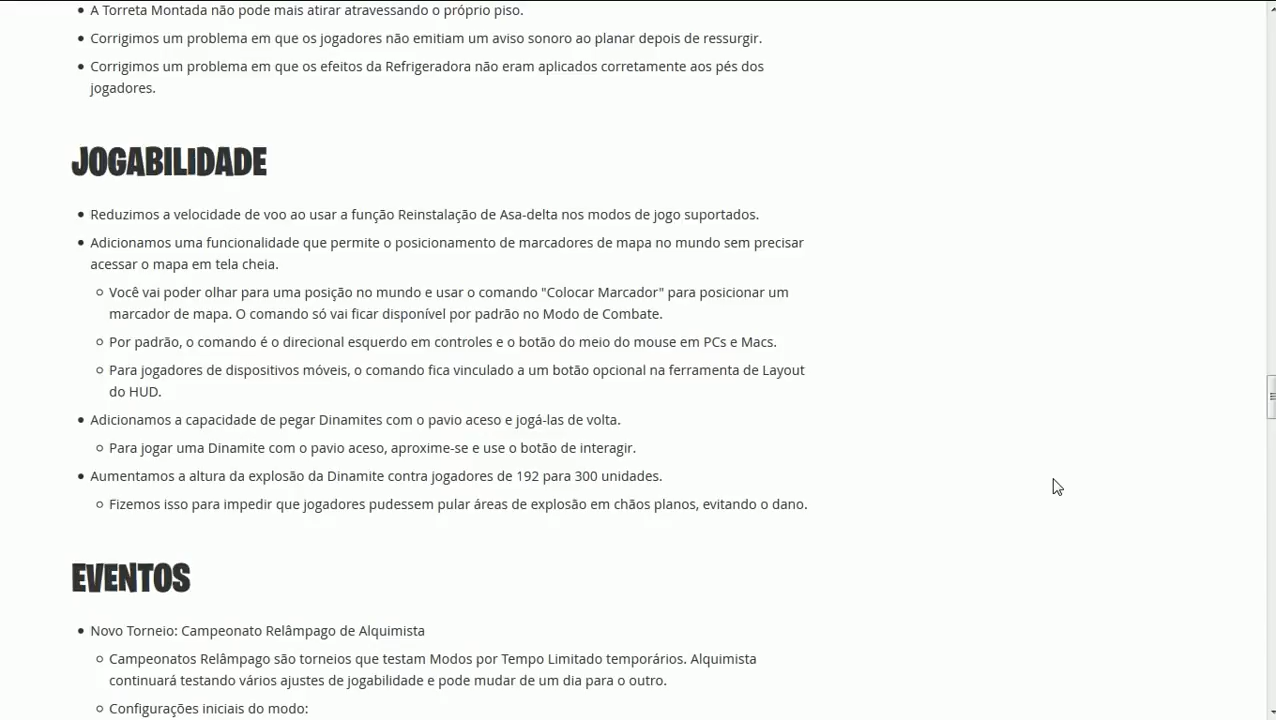 A Torreta Montada não pode mais atirar atravessando o próprio piso.
Corrigimos um problema em que os jogadores não emitiam um aviso sonoro ao planar depois de ressurgir.
Corrigimos um problema em que os efeitos da Refrigeradora não eram aplicados corretamente aos pés dos
jogadores.
JOGABILIDADE
Reduzimos a velocidade de voo ao usar a função Reinstalação de Asa-delta nos modos de jogo suportados.
Adicionamos uma funcionalidade que permite o posicionamento de marcadores de mapa no mundo sem precisar
acessar o mapa em tela cheia.
Você vai poder olhar para uma posição no mundo e usar o comando "Colocar Marcador" para posicionar um
marcador de mapa. O comando só vai ficar disponível por padrão no Modo de Combate.
Por padrão, o comando é o direcional esquerdo em controles e o botão do meio do mouse em PCs e Macs.
Para jogadores de dispositivos móveis, o comando fica vinculado a um botão opcional na ferramenta de Layout
do HUD.
Adicionamos a capacidade de pegar Dinamites com o pavio aceso e jogá-las de volta.
Para jogar uma Dinamite com o pavio aceso, aproxime-se e use o botão de interagir.
Aumentamos a altura da explosão da Dinamite contra jogadores de 192 para 300 unidades.
Fizemos isso para impedir que jogadores pudessem pular áreas de explosão em chãos planos, evitando o dano.
EVENTOS
Novo Torneio: Campeonato Relâmpago de Alquimista
Campeonatos Relâmpago são torneios que testam Modos por Tempo Limitado temporários. Alquimista
continuará testando vários ajustes de jogabilidade e pode mudar de um dia para o outro.
Configurações iniciais do modo: